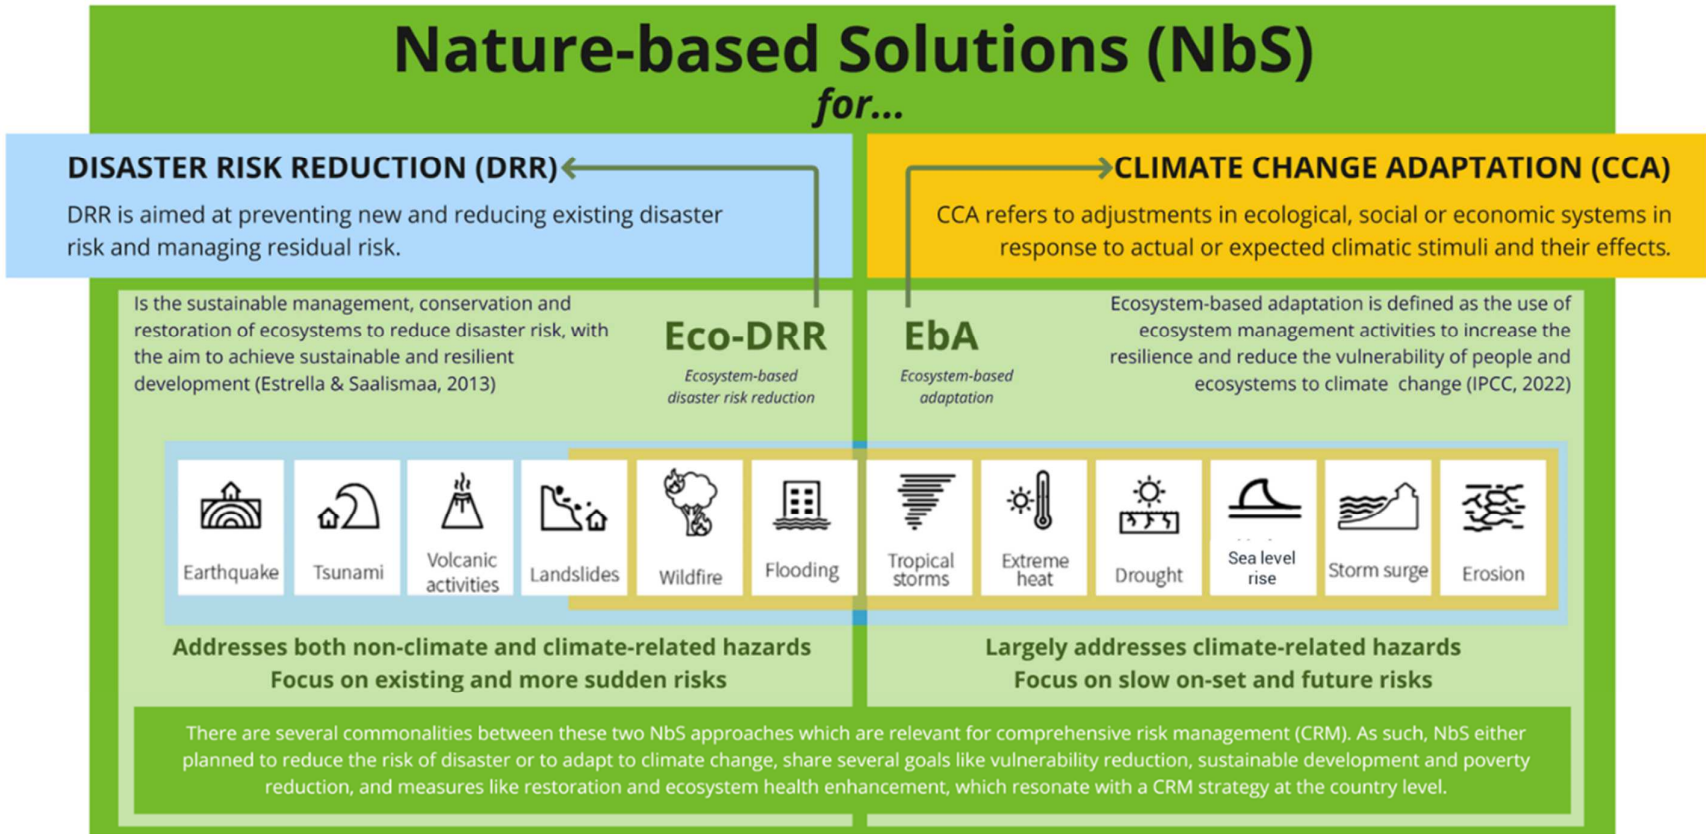 Nature-based Solutions (NbS)
for...
DISASTER RISK REDUCTION (DRR)
DRR is aimed at preventing new and reducing existing disaster
risk and managing residual risk.
CLIMATE CHANGE ADAPTATION (CCA)
CCA refers to adjustments in ecological, social or economic systems in
response to actual or expected climatic stimuli and their effects.
Is the sustainable management, conservation and
restoration of ecosystems to reduce disaster risk, with
the aim to achieve sustainable and resilient
development (Estrella & Saalismaa, 2013)
Eco-DRR
Ecosystem-based
disaster risk reduction
EbA
Ecosystem-based
adaptation
Ecosystem-based adaptation is defined as the use of
ecosystem management activities to increase the
resilience and reduce the vulnerability of people and
ecosystems to climate change (IPCC, 2022)
Earthquake
Tsunami
Volcanic
activities
Landslides
Wildfire
Flooding
Tropical
storms
Extreme
heat
Drought
Sea level
rise
Storm surge
Erosion
Addresses both non-climate and climate-related hazards
Focus on existing and more sudden risks
Largely addresses climate-related hazards
Focus on slow on-set and future risks
There are several commonalities between these two NbS approaches which are relevant for comprehensive risk management (CRM). As such, NbS either
planned to reduce the risk of disaster or to adapt to climate change, share several goals like vulnerability reduction, sustainable development and poverty
reduction, and measures like restoration and ecosystem health enhancement, which resonate with a CRM strategy at the country level.